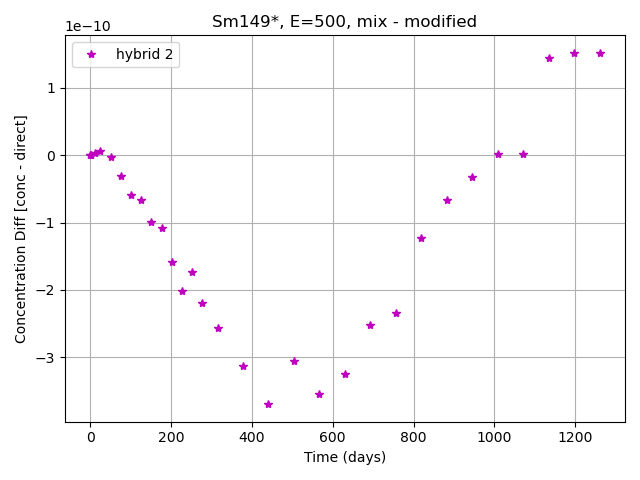 Sm149*, E=500, mix - modified
1e−10
hybrid 2
1
0
−1
−2
−3
Concentration Diff [conc - direct]
0 200 400 600 800 1000 1200
Time (days)